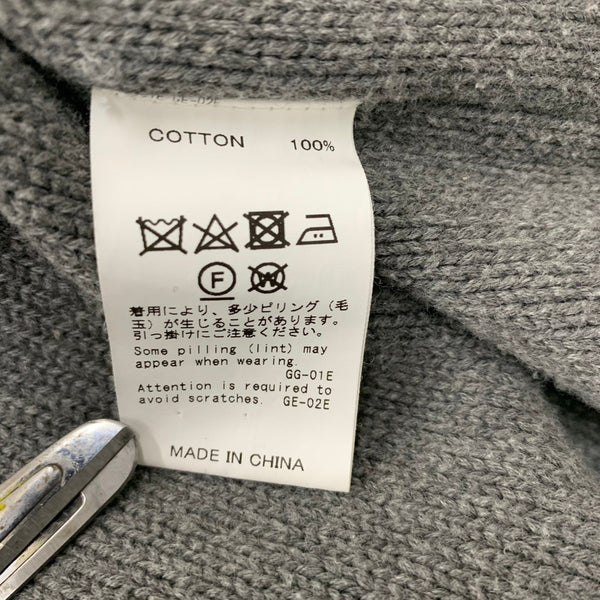 GE-02E
COTTON 100%
F W
着用により、多少ピリング(毛
玉)が生じることがあります。
引っ掛けにご注意ください。
Some pilling (lint) may
appear when wearing.
GG-01E
Attention is required to
avoid scratches. GE-02E
MADE IN CHINA